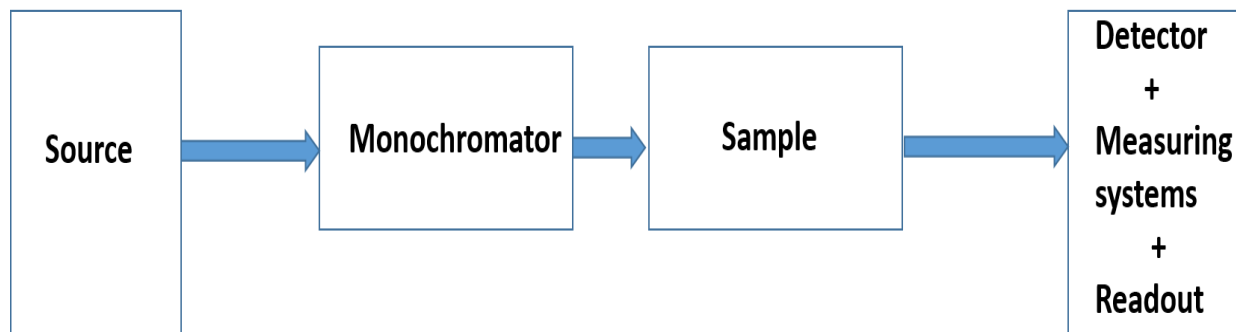 Source
Monochromator
Sample
Detector
+
Measuring
systems
+
Readout